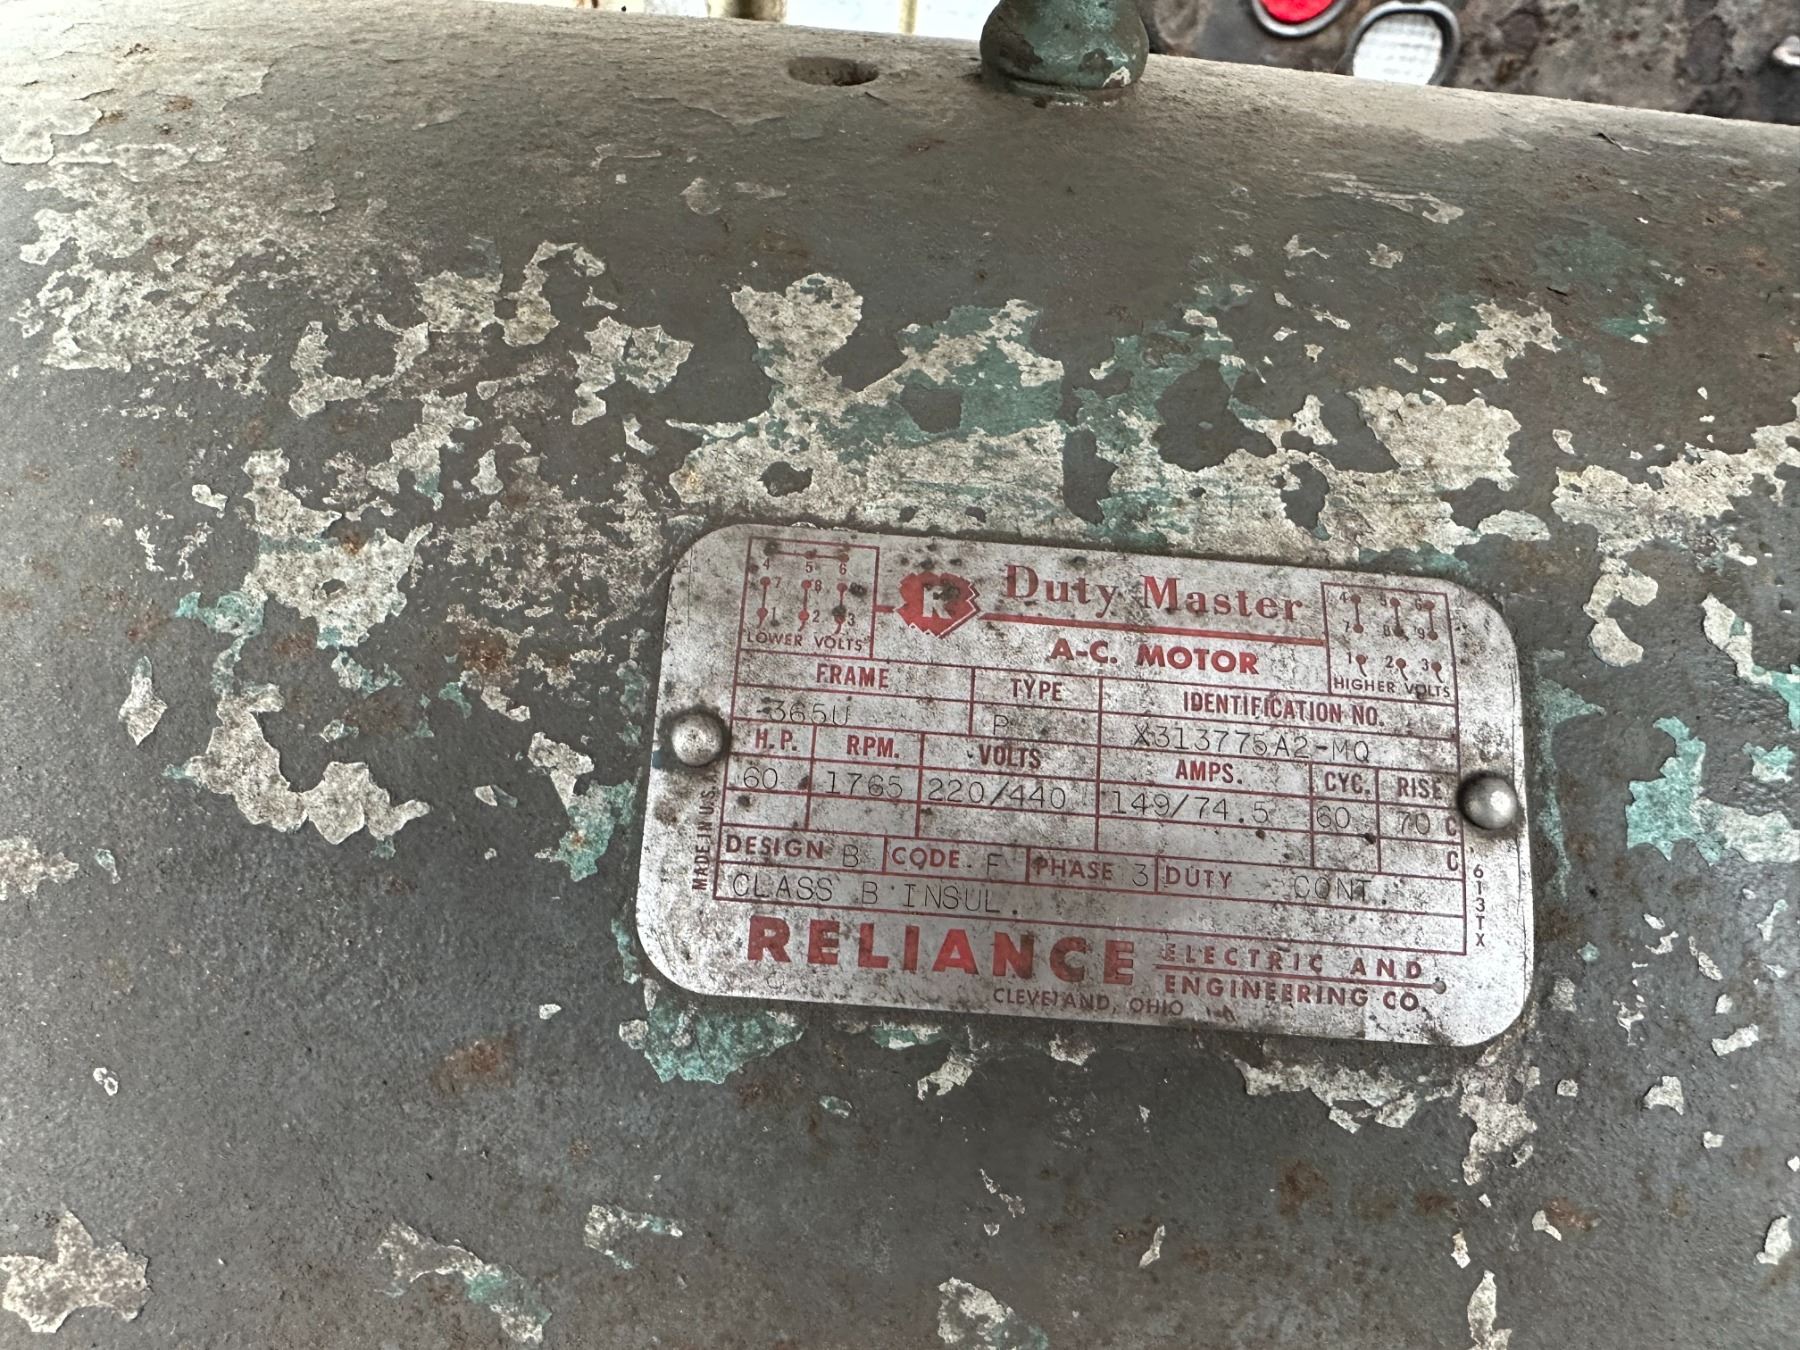 4 5 6
7 8 9
1 2 3
LOWER VOLTS
R
Duty Master
A-C. MOTOR
4 5 6
7 8 9
1 2 3
HIGHER VOLTS
FRAME TYPE IDENTIFICATION NO.
365U P X313775A2-MQ
H.P. RPM. VOLTS AMPS. CYC. RISE
60 1765 220/440 149/74.5 60 70 C
C
DESIGN B CODE F PHASE 3 DUTY CONT.
CLASS B INSUL.
MADE IN U.S.
613TX
RELIANCE ELECTRIC AND
ENGINEERING CO.
CLEVELAND, OHIO